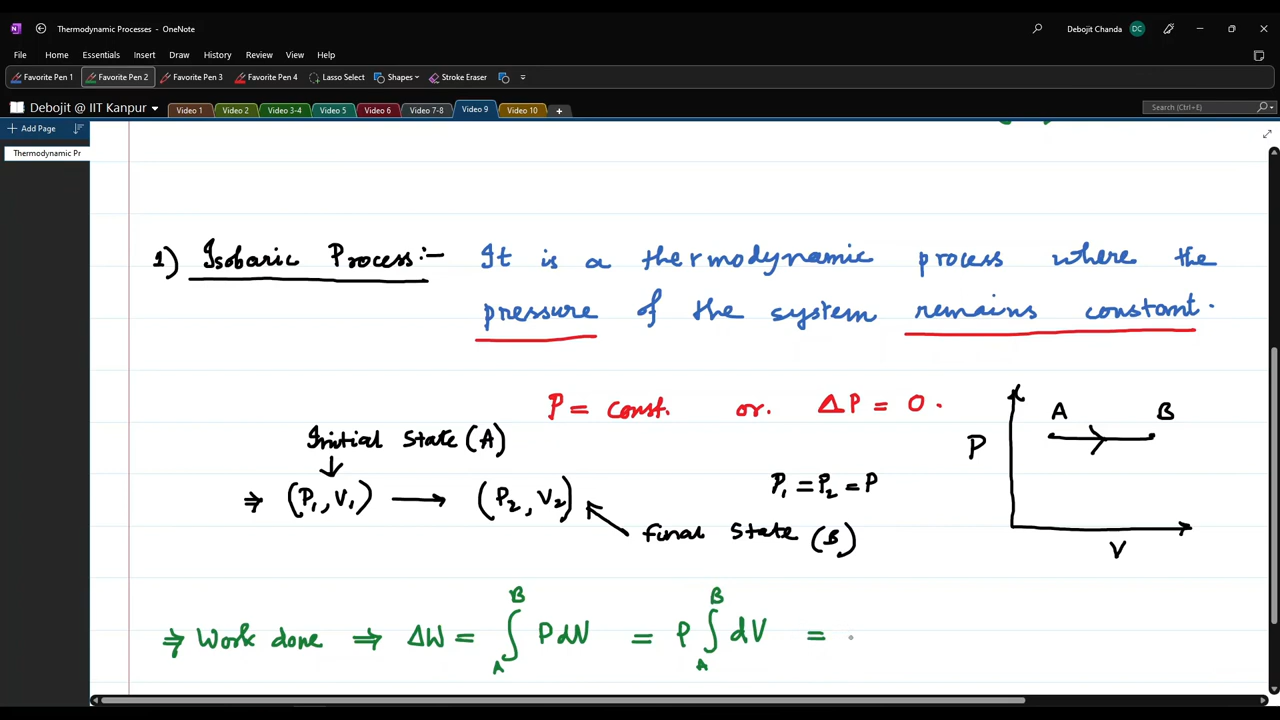 Thermodynamic Processes - OneNote
Debojit Chanda DC
File Home Essentials Insert Draw History Review View Help
Favorite Pen 1 Favorite Pen 2 Favorite Pen 3 Favorite Pen 4 Lasso Select Shapes Stroke Eraser
Debojit @ IIT Kanpur Video 1 Video 2 Video 3-4 Video 5 Video 6 Video 7-8 Video 9 Video 10 Search (Ctrl+E)
Add Page
Thermodynamic Pr
1) Isobaric Process:- It is a thermodynamic process where the
pressure of the system remains constant.
P = const. or. ΔP = 0.
Initial State (A)
⇒ (P₁, V₁) → (P₂, V₂)
P₁ = P₂ = P
Final State (B)
A B
P
V
⇒ Work done ⇒ ΔW = ∫_A^B PdV = P ∫_A^B dV =